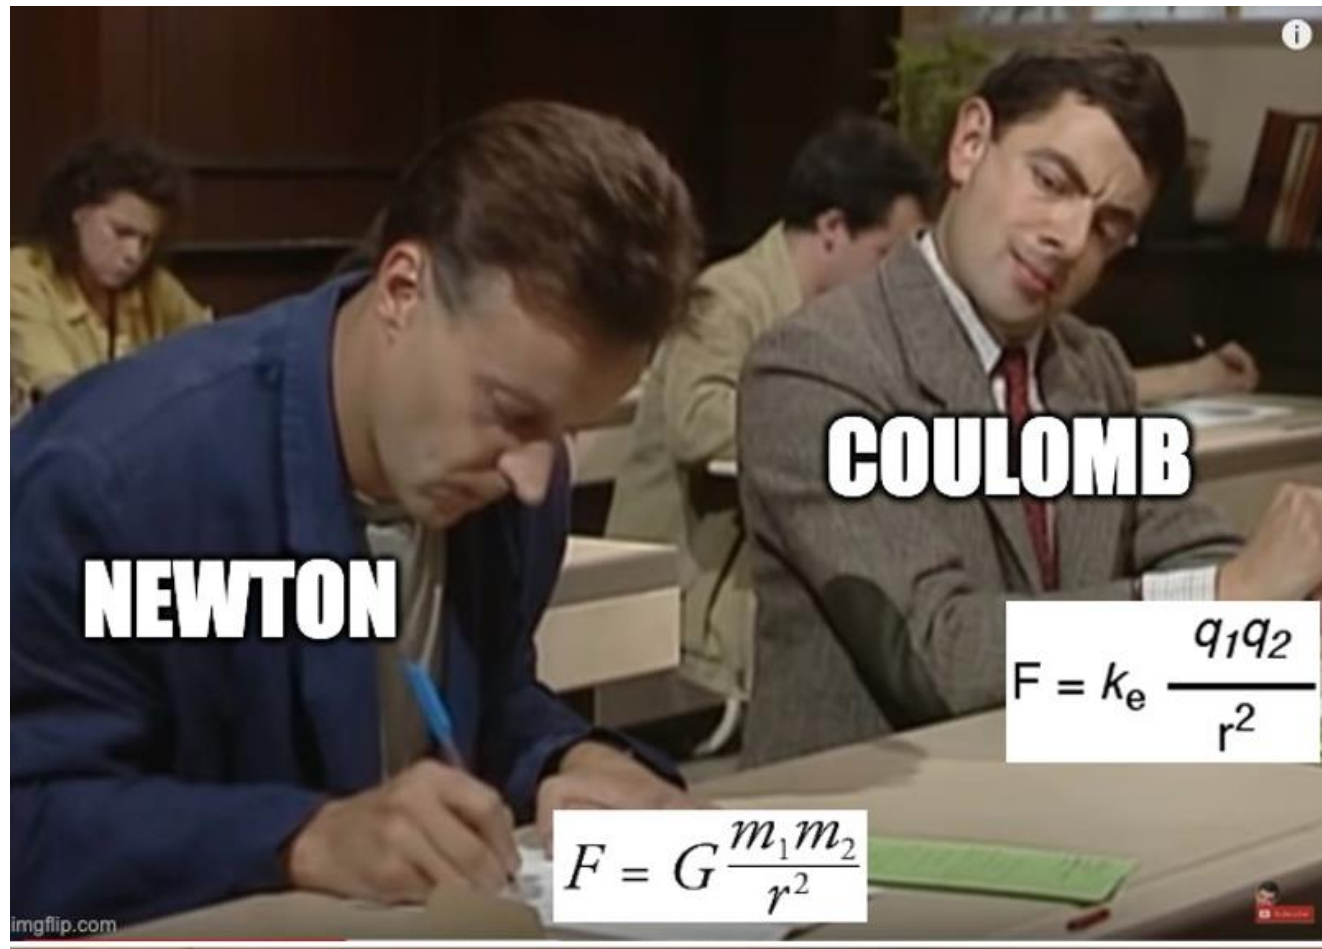 COULOMB
NEWTON
F = kₑ q₁q₂ / r²
F = G m₁m₂ / r²
imgflip.com